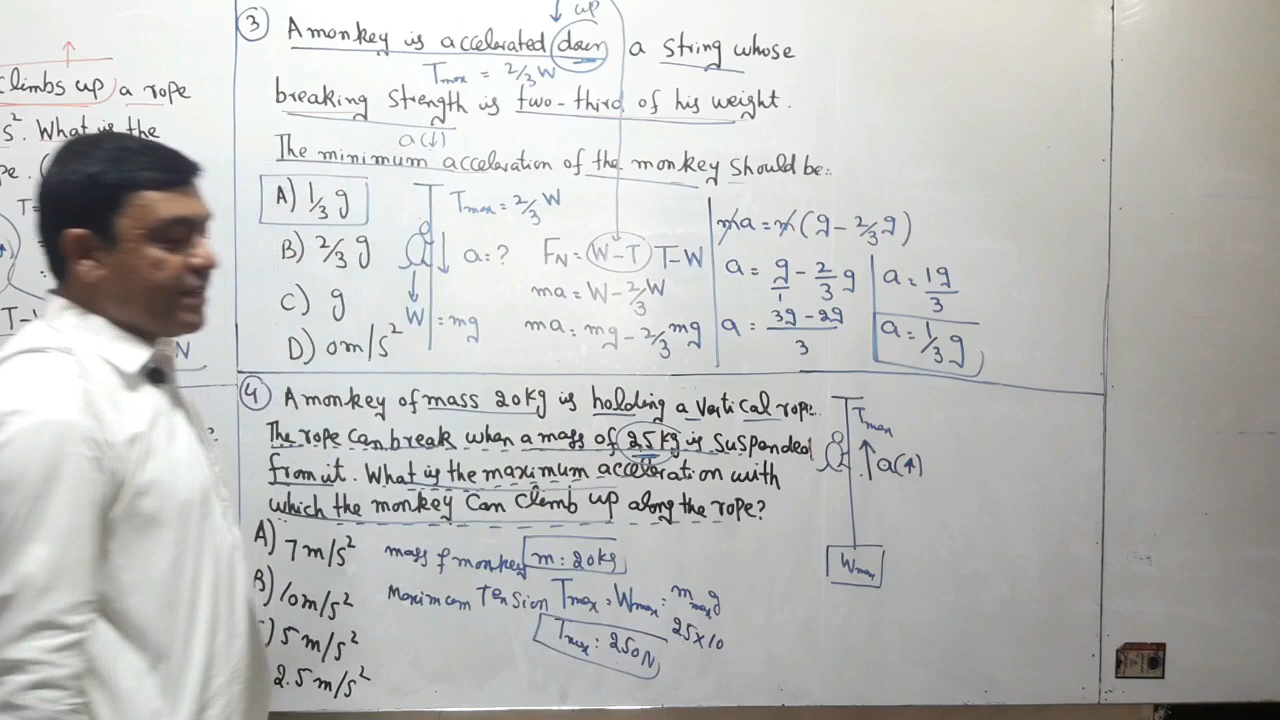 climbs up a rope
s². What is the
pe. (
T=
T-
N
③ A monkey is accelerated down a string whose
up
Tmax = 2/3 W
breaking strength is two-third of his weight.
a(↓)
The minimum acceleration of the monkey should be:
A) 1/3 g
B) 2/3 g
C) g
D) 0 m/s²
Tmax = 2/3 W
a = ?
W = mg
FN = W-T T-W
ma = W - 2/3 W
ma = mg - 2/3 mg
ma = m(g - 2/3 g)
a = g/1 - 2/3 g
a = 3g - 2g / 3
a = 1g/3
a = 1/3 g
④ A monkey of mass 20kg is holding a vertical rope.
The rope can break when a mass of 25kg is suspended
from it. What is the maximum acceleration with
which the monkey can climb up along the rope?
A) 7 m/s²
B) 10 m/s²
) 5 m/s²
2.5 m/s²
mass of monkey m = 20kg
Maximum Tension Tmax = Wmax = mmax g
25 x 10
Tmax = 250N
Tmax
a(↑)
Wmax